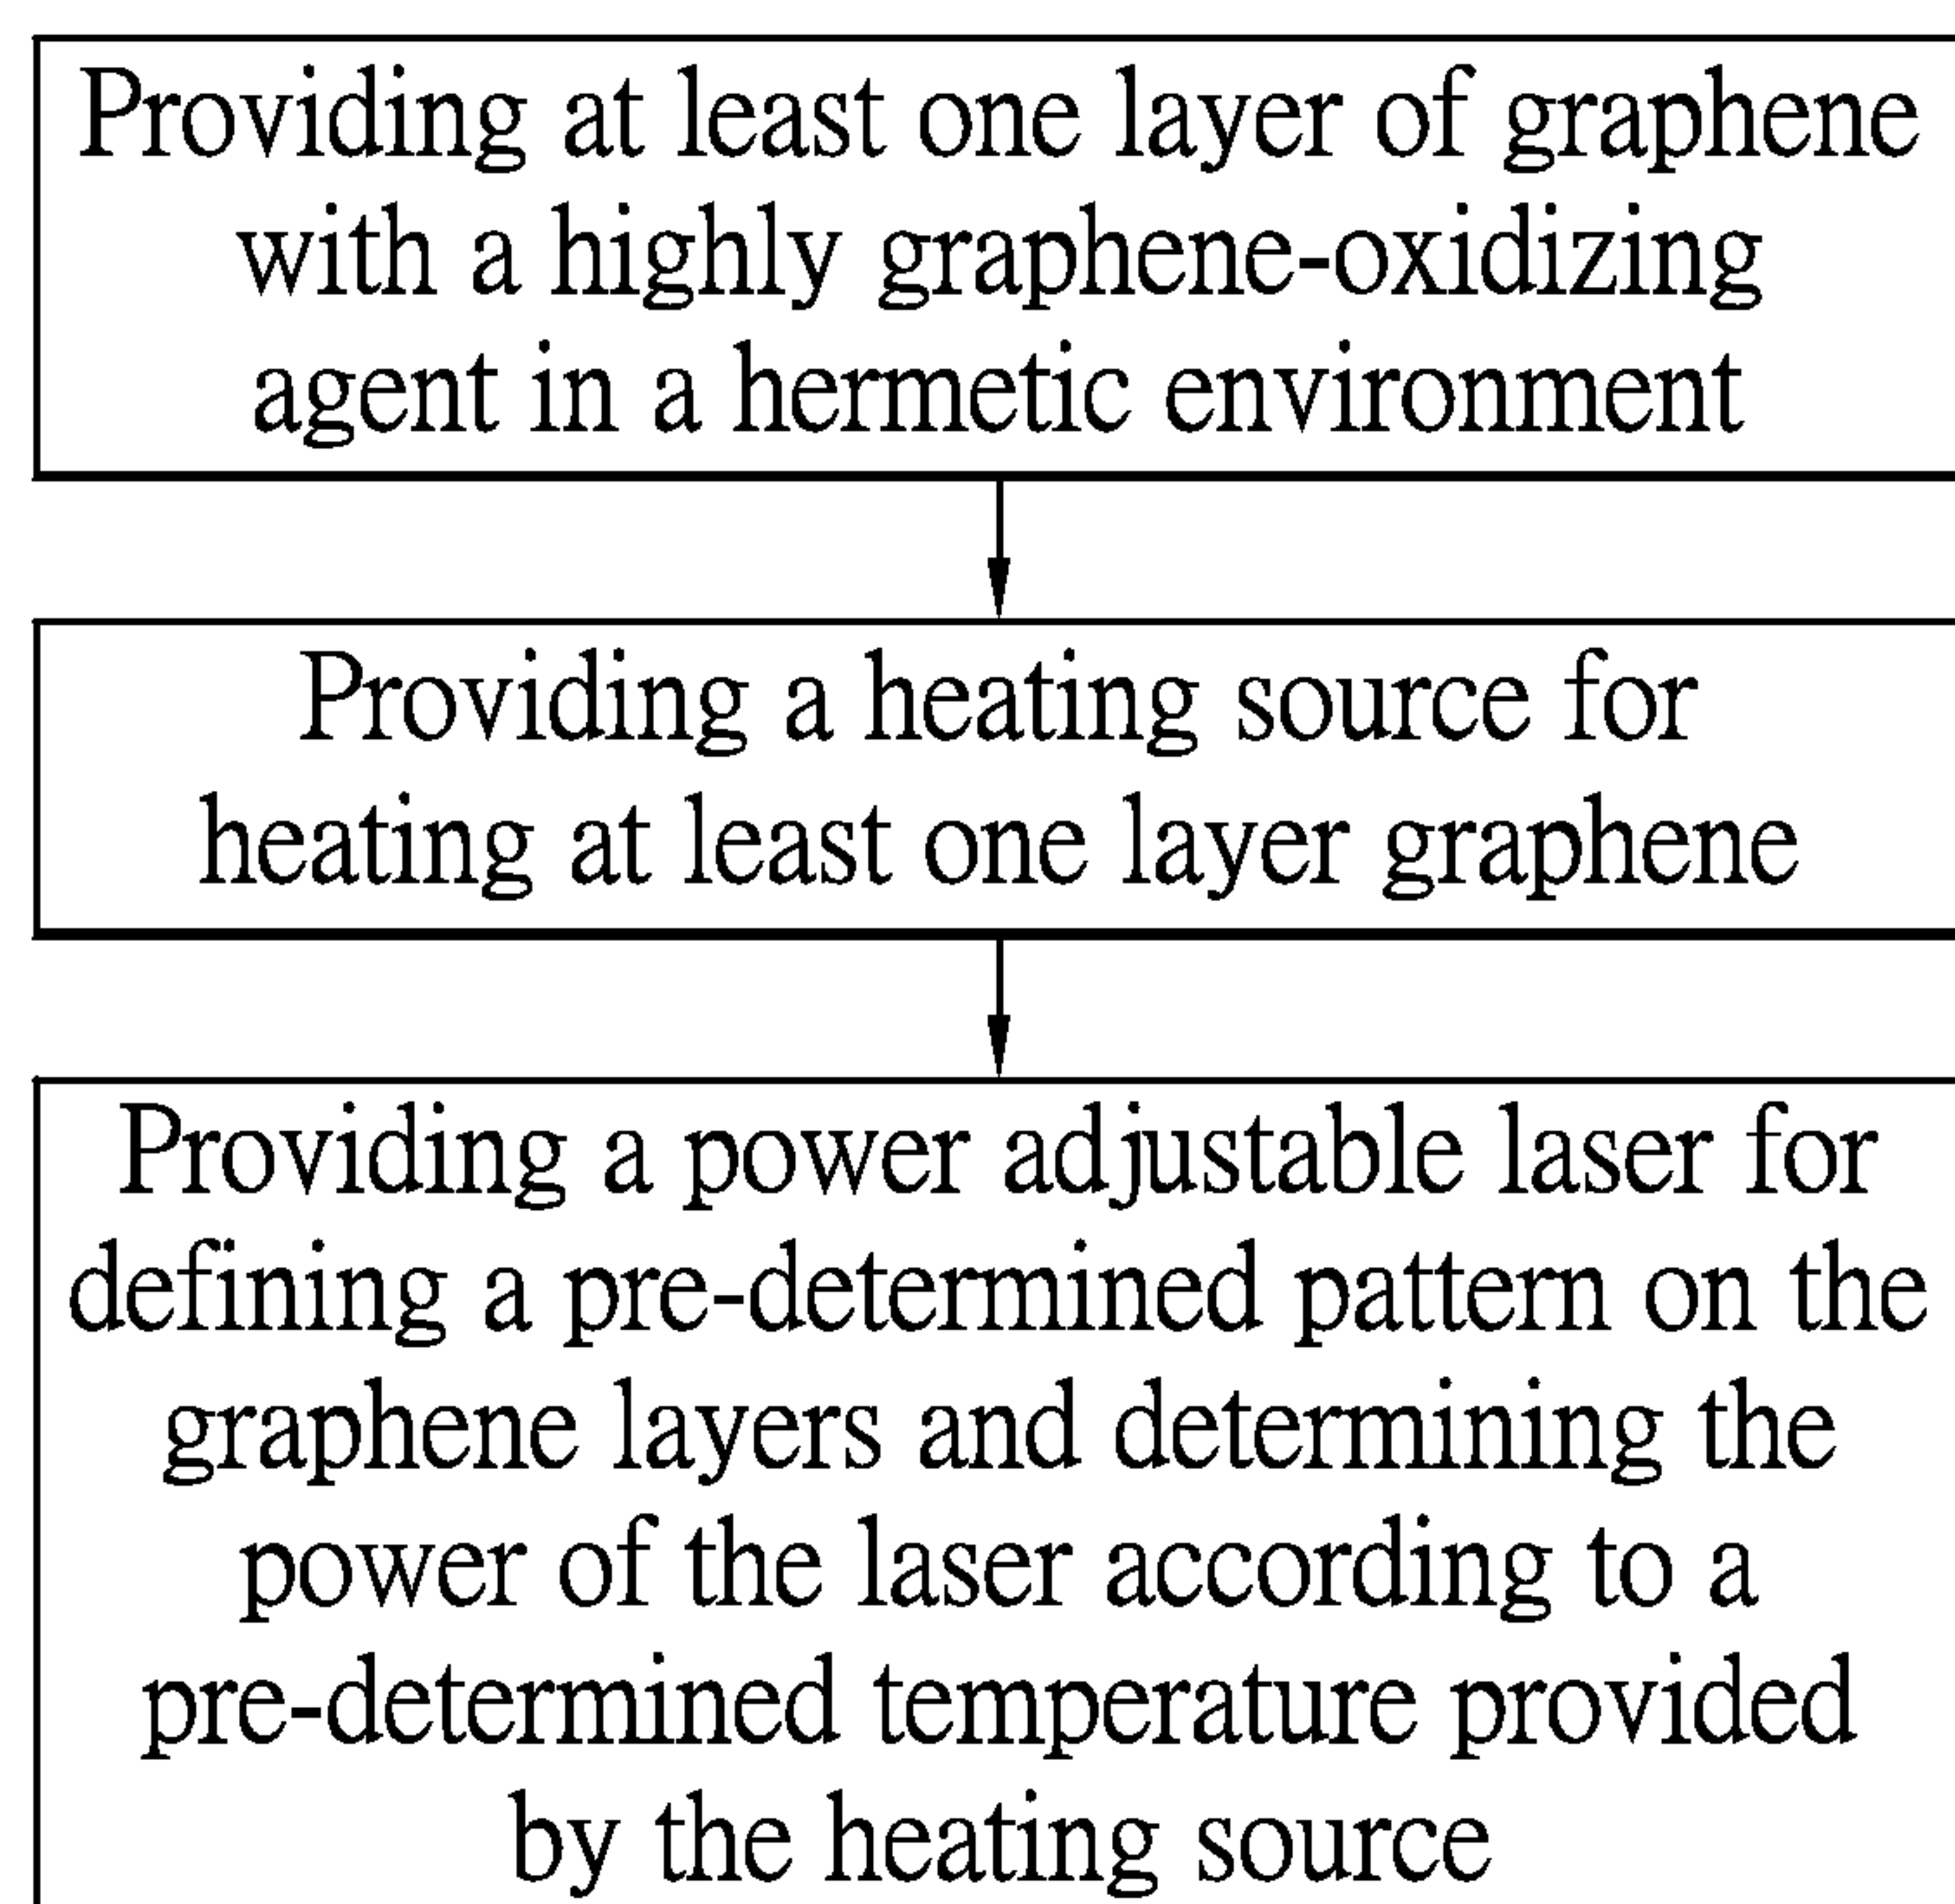 Providing at least one layer of graphene
with a highly graphene-oxidizing
agent in a hermetic environment
Providing a heating source for
heating at least one layer graphene
Providing a power adjustable laser for
defining a pre-determined pattern on the
graphene layers and determining the
power of the laser according to a
pre-determined temperature provided
by the heating source